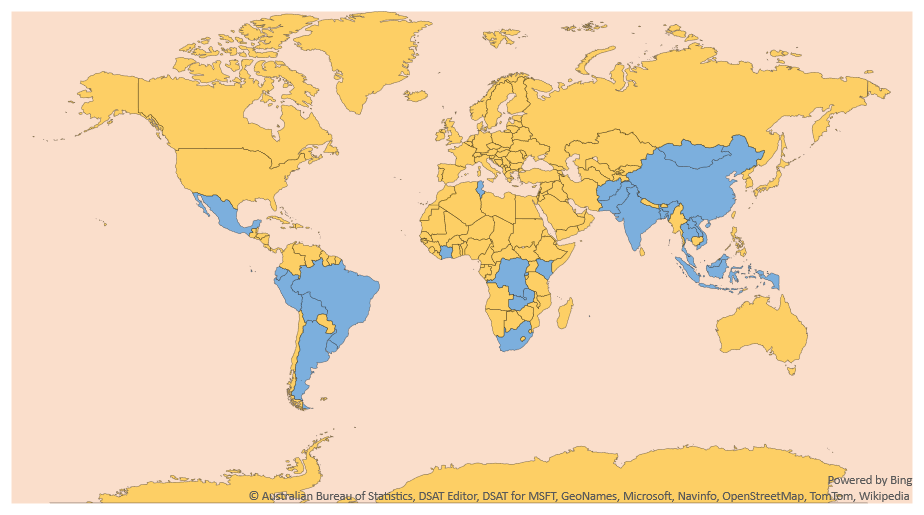 Powered by Bing
© Australian Bureau of Statistics, DSAT Editor, DSAT for MSFT, GeoNames, Microsoft, Navinfo, OpenStreetMap, TomTom, Wikipedia